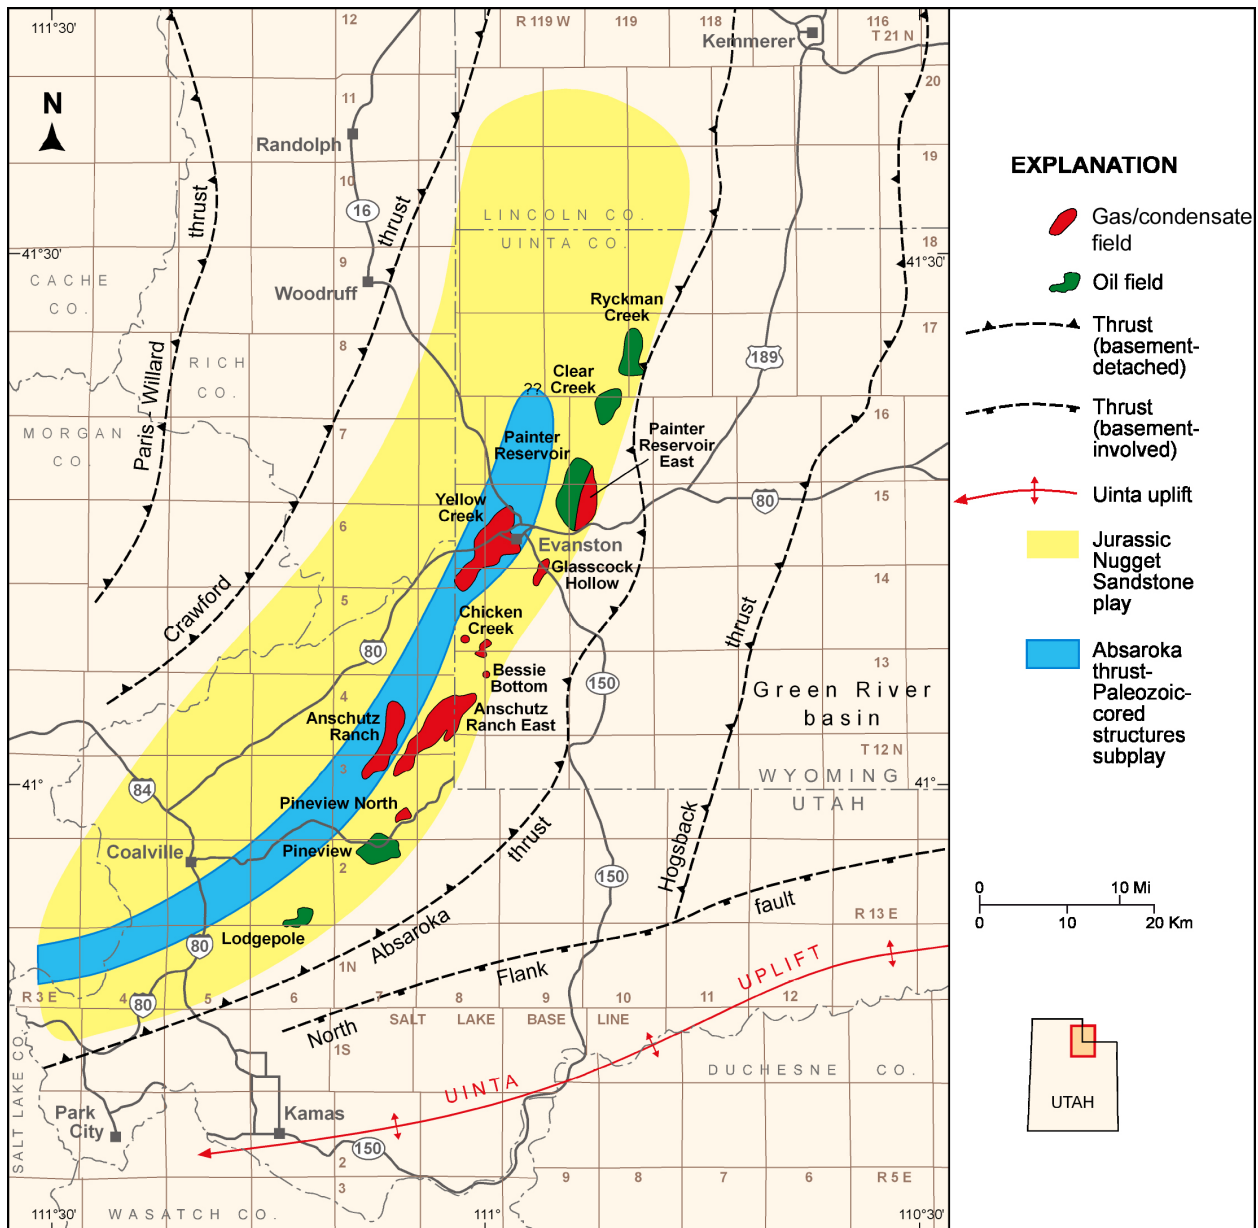 111°30'
12
R 119 W
119
118
116
T 21 N
Kemmerer
20
N
11
Randolph
19
10
thrust
16
thrust
LINCOLN CO.
UINTA CO.
18
41°30'
41°30'
9
CACHE
CO.
Woodruff
Ryckman
Creek
17
8
189
Paris - Willard
RICH
CO.
Clear
Creek
??
16
MORGAN
CO.
7
Painter
Reservoir
Painter
Reservoir
East
Yellow
Creek
80
15
6
Evanston
Glasscock
Hollow
14
Crawford
5
Chicken
Creek
thrust
80
13
Bessie
Bottom
150
4
Green River
basin
Anschutz
Ranch
Anschutz
Ranch East
T 12 N
3
41°
41°
84
WYOMING
UTAH
Pineview North
Hogsback
thrust
Coalville
Pineview
2
150
fault
R 13 E
Lodgepole
Absaroka
80
1N
Flank
UPLIFT
R 3 E
4
80
5
6
7
8
9
10
11
12
North
SALT LAKE BASE LINE
1S
SALT LAKE CO.
UINTA
DUCHESNE CO.
Park
City
Kamas
150
2
3
9
8
7
6
R 5 E
WASATCH CO.
111°30'
111°
110°30'
EXPLANATION
Gas/condensate
field
Oil field
Thrust
(basement-
detached)
Thrust
(basement-
involved)
Uinta uplift
Jurassic
Nugget
Sandstone
play
Absaroka
thrust-
Paleozoic-
cored
structures
subplay
0
10 Mi
0
10
20 Km
UTAH